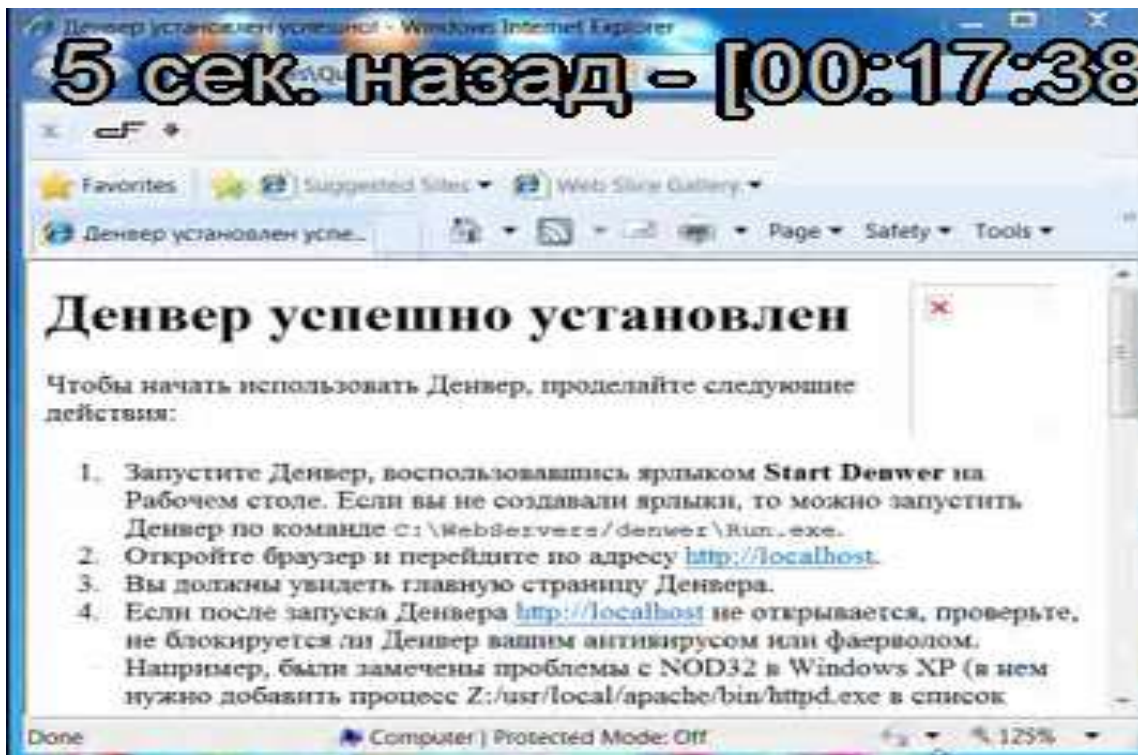 Денвер установлен успешно! - Windows Internet Explorer
5 сек. назад - [00:17:38
Favorites Suggested Sites Web Slice Gallery
Денвер установлен успе... Page Safety Tools
Денвер успешно установлен
Чтобы начать использовать Денвер, проделайте следующие
действия:
1. Запустите Денвер, воспользовавшись ярлыком Start Denwer на
Рабочем столе. Если вы не создавали ярлыки, то можно запустить
Денвер по команде C:\WebServers/denwer\Run.exe.
2. Откройте браузер и перейдите по адресу http://localhost.
3. Вы должны увидеть главную страницу Денвера.
4. Если после запуска Денвера http://localhost не открывается, проверьте,
не блокируется ли Денвер вашим антивирусом или фаерволом.
Например, были замечены проблемы с NOD32 в Windows XP (в нем
нужно добавить процесс Z:/usr/local/apache/bin/httpd.exe в список
Done Computer | Protected Mode: Off 125%